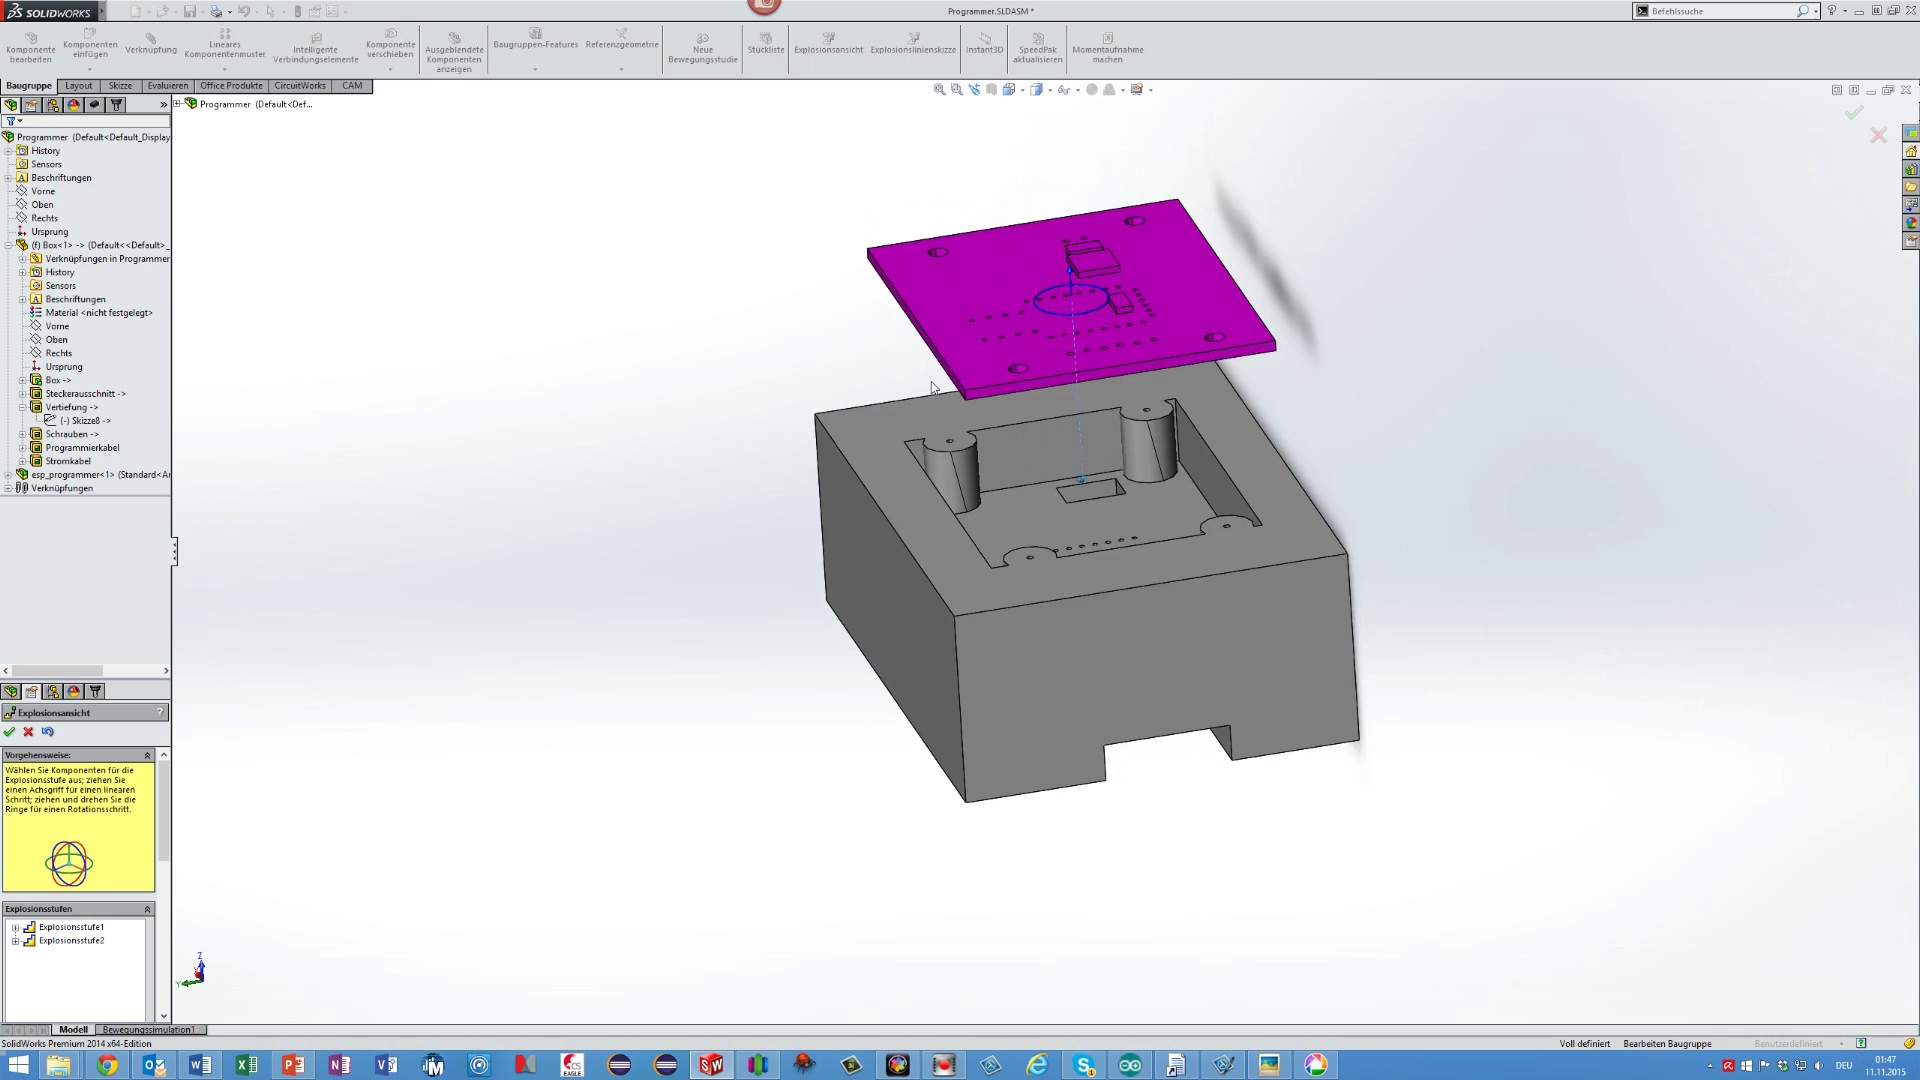 SOLIDWORKS
Programmer.SLDASM *
Befehlssuche
Komponente bearbeiten
Komponenten einfügen
Verknüpfung
Lineares Komponentenmuster
Intelligente Verbindungselemente
Komponente verschieben
Ausgeblendete Komponenten anzeigen
Baugruppen-Features
Referenzgeometrie
Neue Bewegungsstudie
Stückliste
Explosionsansicht
Explosionslinienskizze
Instant3D
SpeedPak aktualisieren
Momentaufnahme machen
Baugruppe
Layout
Skizze
Evaluieren
Office Produkte
CircuitWorks
CAM
Programmer (Default<Def...
Programmer (Default<Default_Display
History
Sensors
Beschriftungen
Vorne
Oben
Rechts
Ursprung
(f) Box<1> -> (Default<<Default>_
Verknüpfungen in Programmer
History
Sensors
Beschriftungen
Material <nicht festgelegt>
Vorne
Oben
Rechts
Ursprung
Box ->
Steckerausschnitt ->
Vertiefung ->
(-) Skizze8 ->
Schrauben ->
Programmierkabel
Stromkabel
esp_programmer<1> (Standard<Ar
Verknüpfungen
Explosionsansicht
?
Vorgehensweise:
Wählen Sie Komponenten für die
Explosionsstufe aus; ziehen Sie
einen Achsgriff für einen linearen
Schritt; ziehen und drehen Sie die
Ringe für einen Rotationsschritt.
Explosionsstufen
Explosionsstufe1
Explosionsstufe2
Z
Y
Modell
Bewegungssimulation1
SolidWorks Premium 2014 x64-Edition
Voll definiert
Bearbeiten Baugruppe
Benutzerdefiniert
DEU
01:47
11.11.2015